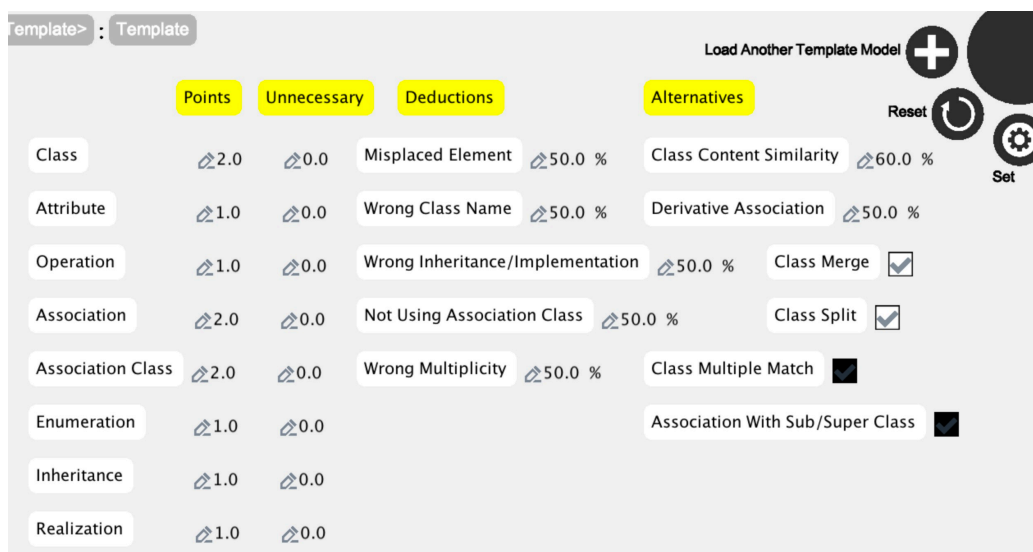 Template> : Template
Load Another Template Model
Points Unnecessary Deductions Alternatives
Reset
Class 2.0 0.0 Misplaced Element 50.0 % Class Content Similarity 60.0 %
Set
Attribute 1.0 0.0 Wrong Class Name 50.0 % Derivative Association 50.0 %
Operation 1.0 0.0 Wrong Inheritance/Implementation 50.0 % Class Merge
Association 2.0 0.0 Not Using Association Class 50.0 % Class Split
Association Class 2.0 0.0 Wrong Multiplicity 50.0 % Class Multiple Match
Enumeration 1.0 0.0 Association With Sub/Super Class
Inheritance 1.0 0.0
Realization 1.0 0.0